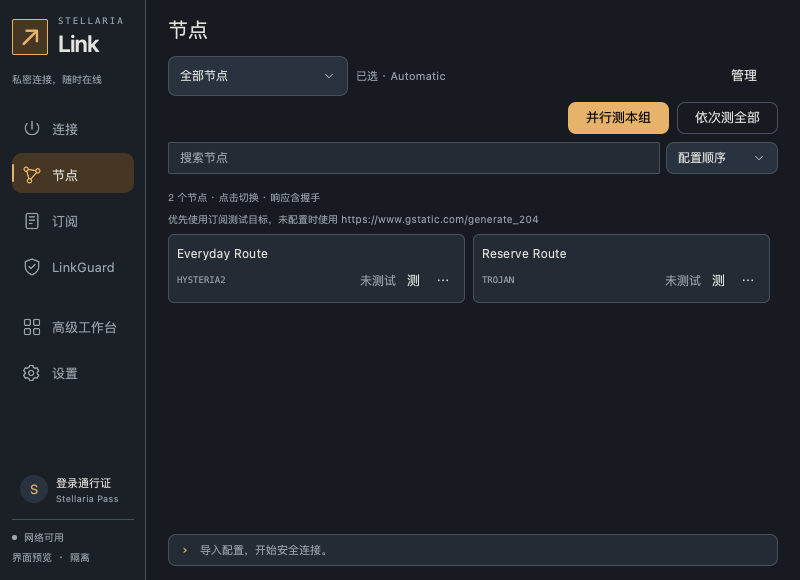 STELLARIA
Link
私密连接，随时在线
连接
节点
订阅
LinkGuard
高级工作台
设置
S
登录通行证
Stellaria Pass
网络可用
界面预览 · 隔离
节点
全部节点
已选 · Automatic
管理
并行测本组
依次测全部
搜索节点
配置顺序
2 个节点 · 点击切换 · 响应含握手
优先使用订阅测试目标，未配置时使用 https://www.gstatic.com/generate_204
Everyday Route
HYSTERIA2 未测试 测 ···
Reserve Route
TROJAN 未测试 测 ···
导入配置，开始安全连接。